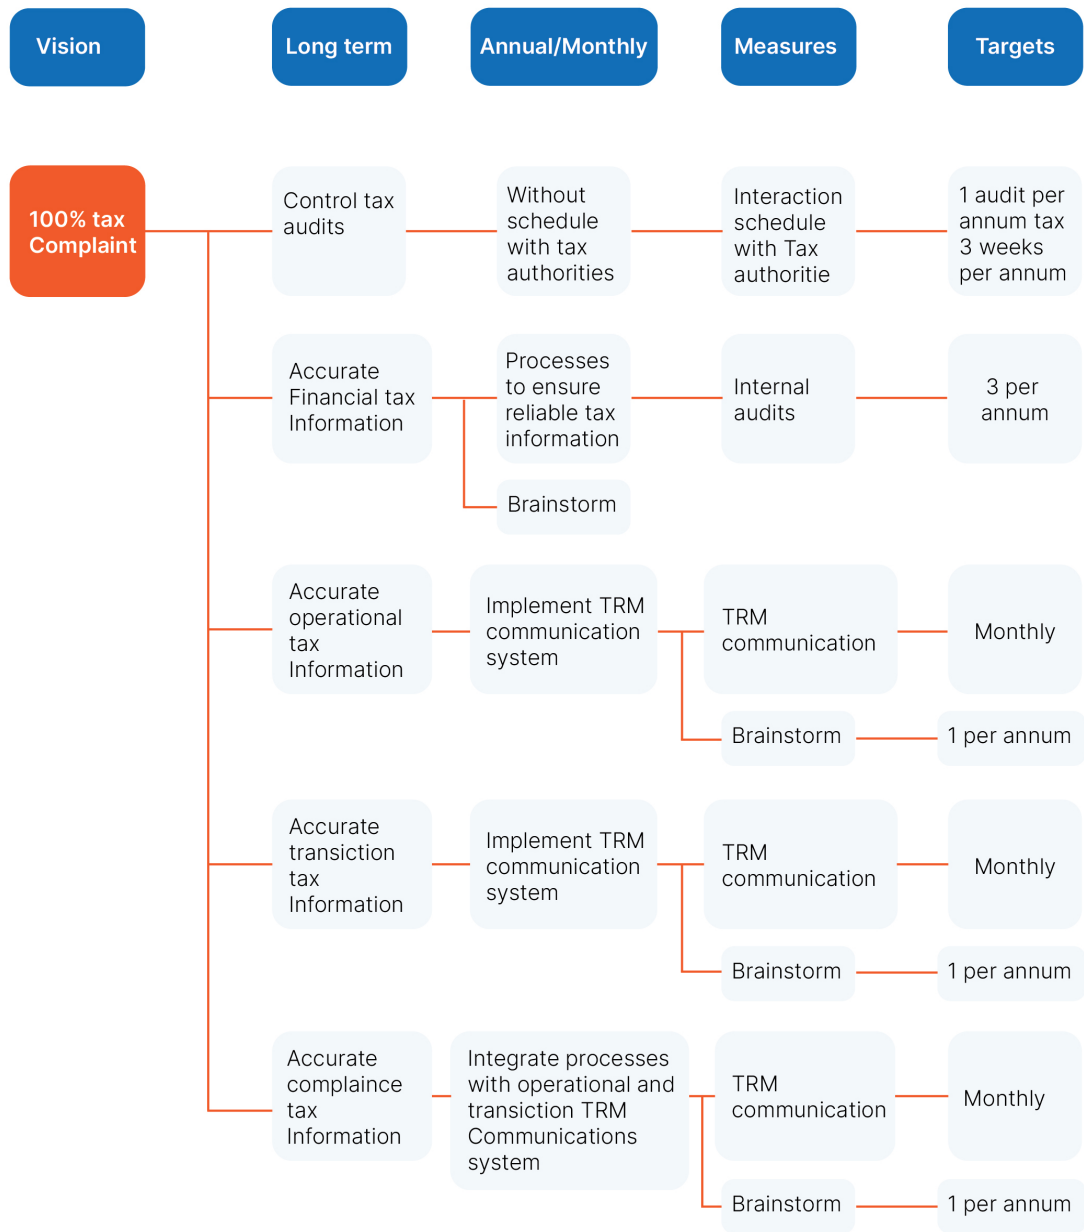 Vision
Long term
Annual/Monthly
Measures
Targets
100% tax
Complaint
Control tax
audits
Without
schedule
with tax
authorities
Interaction
schedule
with Tax
authoritie
1 audit per
annum tax
3 weeks
per annum
Accurate
Financial tax
Information
Processes
to ensure
reliable tax
information
Internal
audits
3 per
annum
Brainstorm
Accurate
operational
tax
Information
Implement TRM
communication
system
TRM
communication
Monthly
Brainstorm
1 per annum
Accurate
transiction
tax
Information
Implement TRM
communication
system
TRM
communication
Monthly
Brainstorm
1 per annum
Accurate
complaince
tax
Information
Integrate processes
with operational and
transiction TRM
Communications
system
TRM
communication
Monthly
Brainstorm
1 per annum